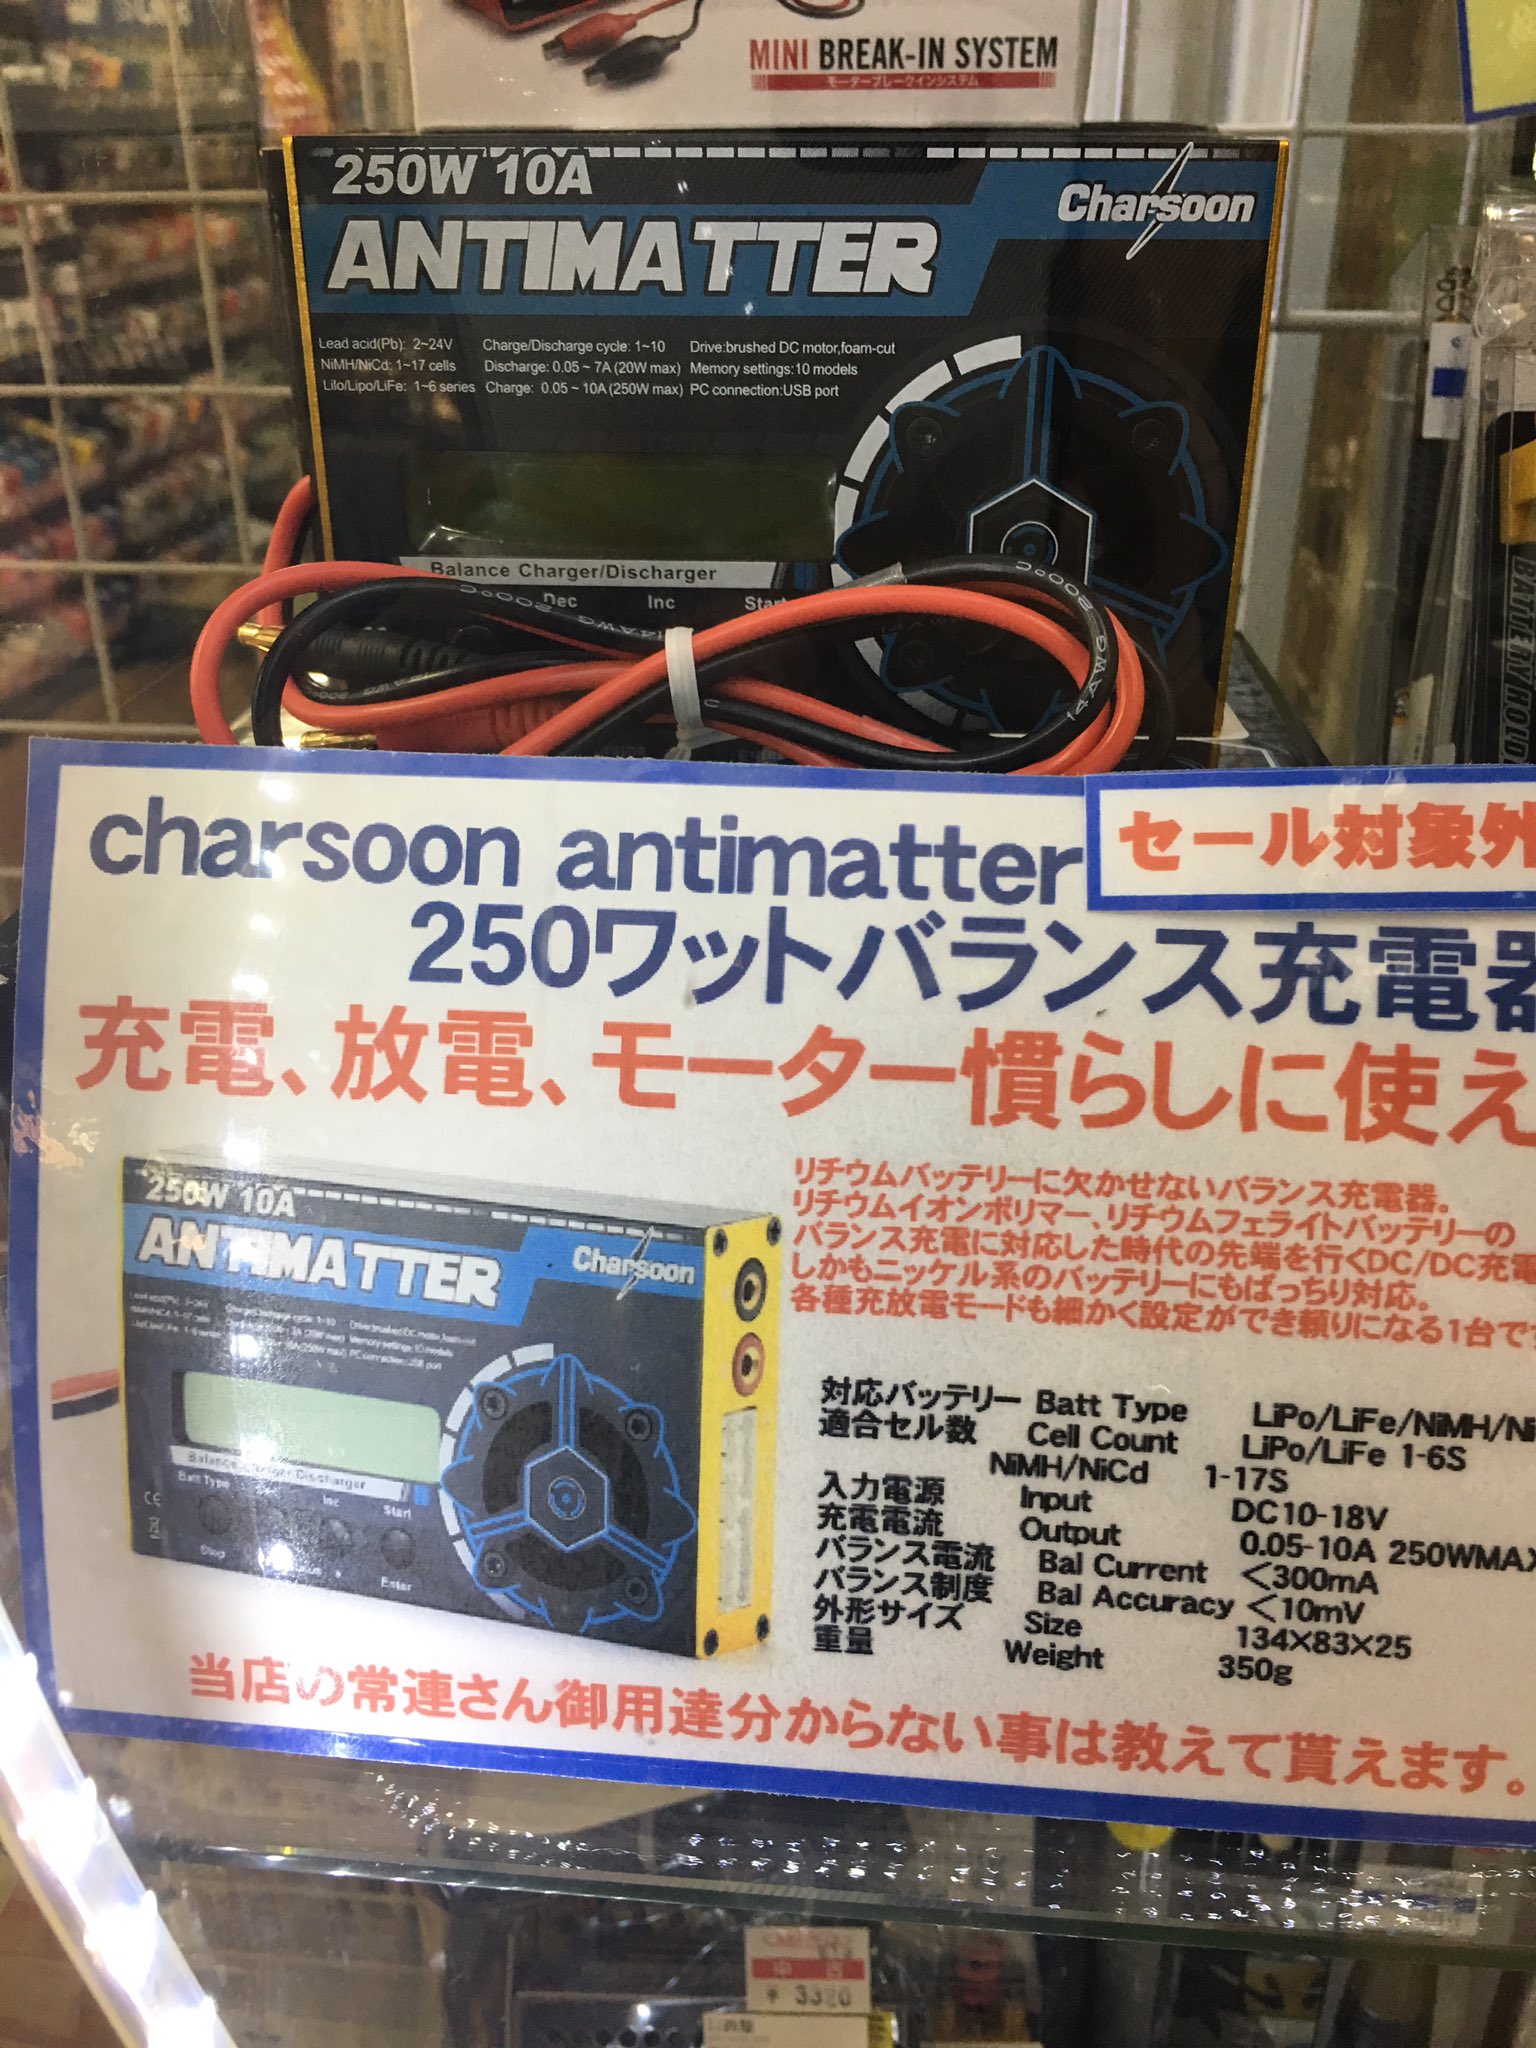 MINI BREAK-IN SYSTEM
モーターブレークインシステム
250W 10A
Charsoon
ANTIMATTER
Lead acid(Pb): 2~24V Charge/Discharge cycle: 1~10 Drive:brushed DC motor,foam-cut
NiMH/NiCd: 1~17 cells Discharge: 0.05 ~ 7A (20W max) Memory settings:10 models
LiIo/Lipo/LiFe: 1~6 series Charge: 0.05 ~ 10A (250W max) PC connection:USB port
Balance Charger/Discharger
Dec Inc Start
14AWG
200°C
BATTERY
charsoon antimatter
セール対象外
250ワットバランス充電器
充電、放電、モーター慣らしに使え
250W 10A
ANTIMATTER
Charsoon
Batt Type
Inc Start
Enter
リチウムバッテリーに欠かせないバランス充電器。
リチウムイオンポリマー、リチウムフェライトバッテリーの
バランス充電に対応した時代の先端を行くDC/DC充電
しかもニッケル系のバッテリーにもばっちり対応。
各種充放電モードも細かく設定ができ頼りになる1台で
対応バッテリー Batt Type LiPo/LiFe/NiMH/Ni
適合セル数 Cell Count LiPo/LiFe 1-6S
NiMH/NiCd 1-17S
入力電源 Input DC10-18V
充電電流 Output 0.05-10A 250WMAX
バランス電流 Bal Current <300mA
バランス制度 Bal Accuracy <10mV
外形サイズ Size 134×83×25
重量 Weight 350g
当店の常連さん御用達分からない事は教えて貰えます。
¥ 3320